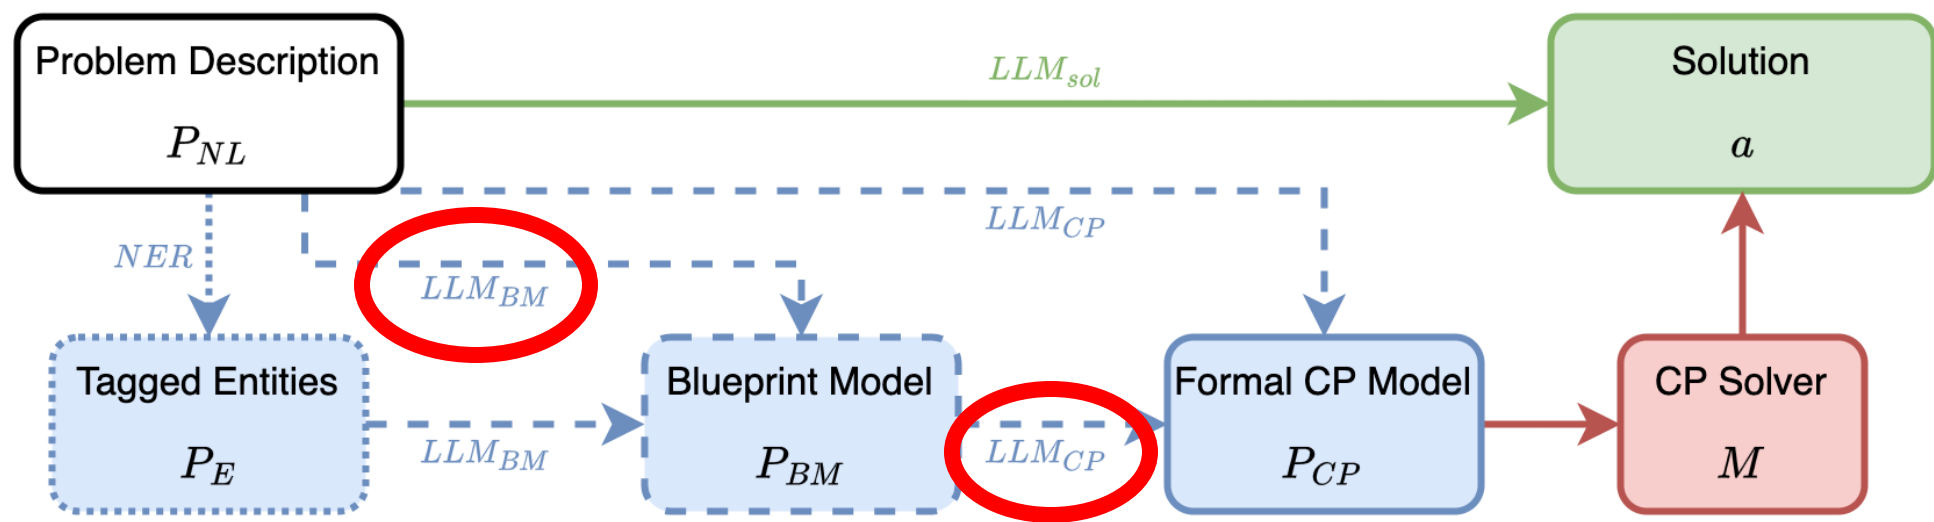 Problem Description
P_NL
LLM_sol
Solution
a
LLM_CP
NER
LLM_BM
Tagged Entities
P_E
LLM_BM
Blueprint Model
P_BM
LLM_CP
Formal CP Model
P_CP
CP Solver
M